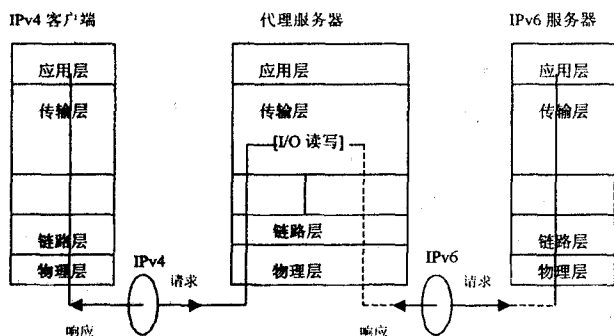 IPv4 客户端
代理服务器
IPv6 服务器
应用层
应用层
应用层
传输层
传输层
传输层
[I/O 读写]
链路层
链路层
链路层
物理层
IPv4
请求
物理层
IPv6
请求
物理层
响应
响应